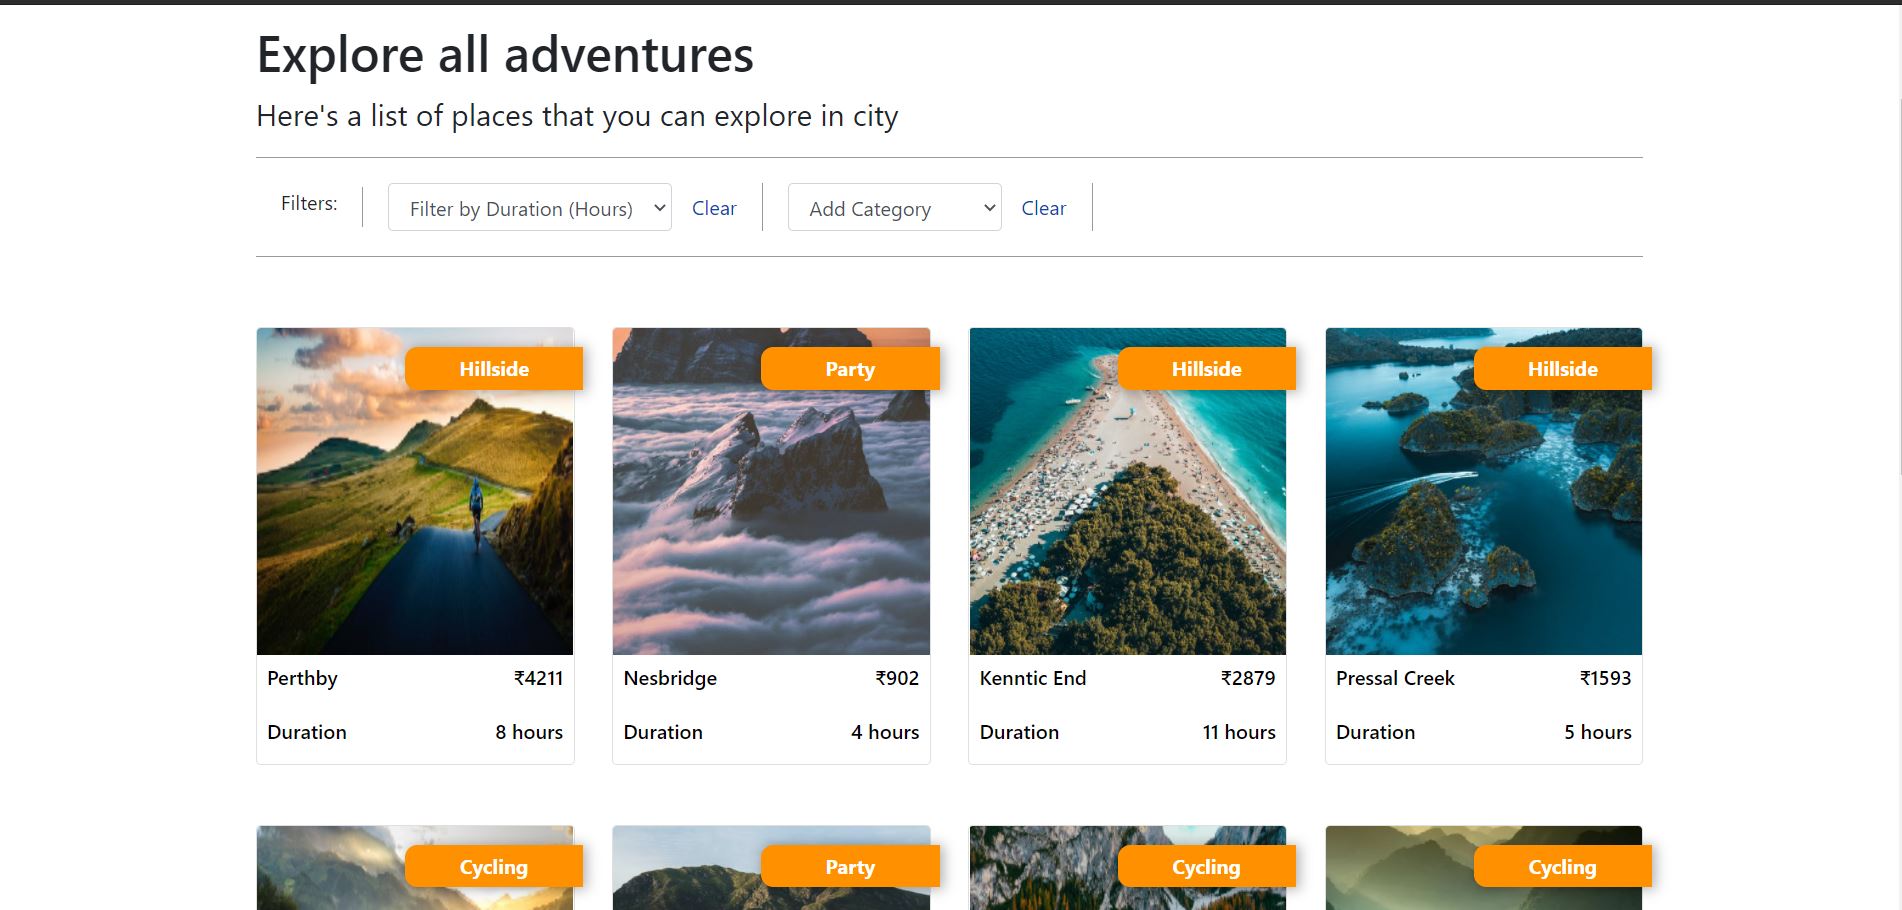 Explore all adventures
Here's a list of places that you can explore in city
Filters: Filter by Duration (Hours) Clear Add Category Clear
Hillside Party Hillside Hillside
Perthby ₹4211 Nesbridge ₹902 Kenntic End ₹2879 Pressal Creek ₹1593
Duration 8 hours Duration 4 hours Duration 11 hours Duration 5 hours
Cycling Party Cycling Cycling